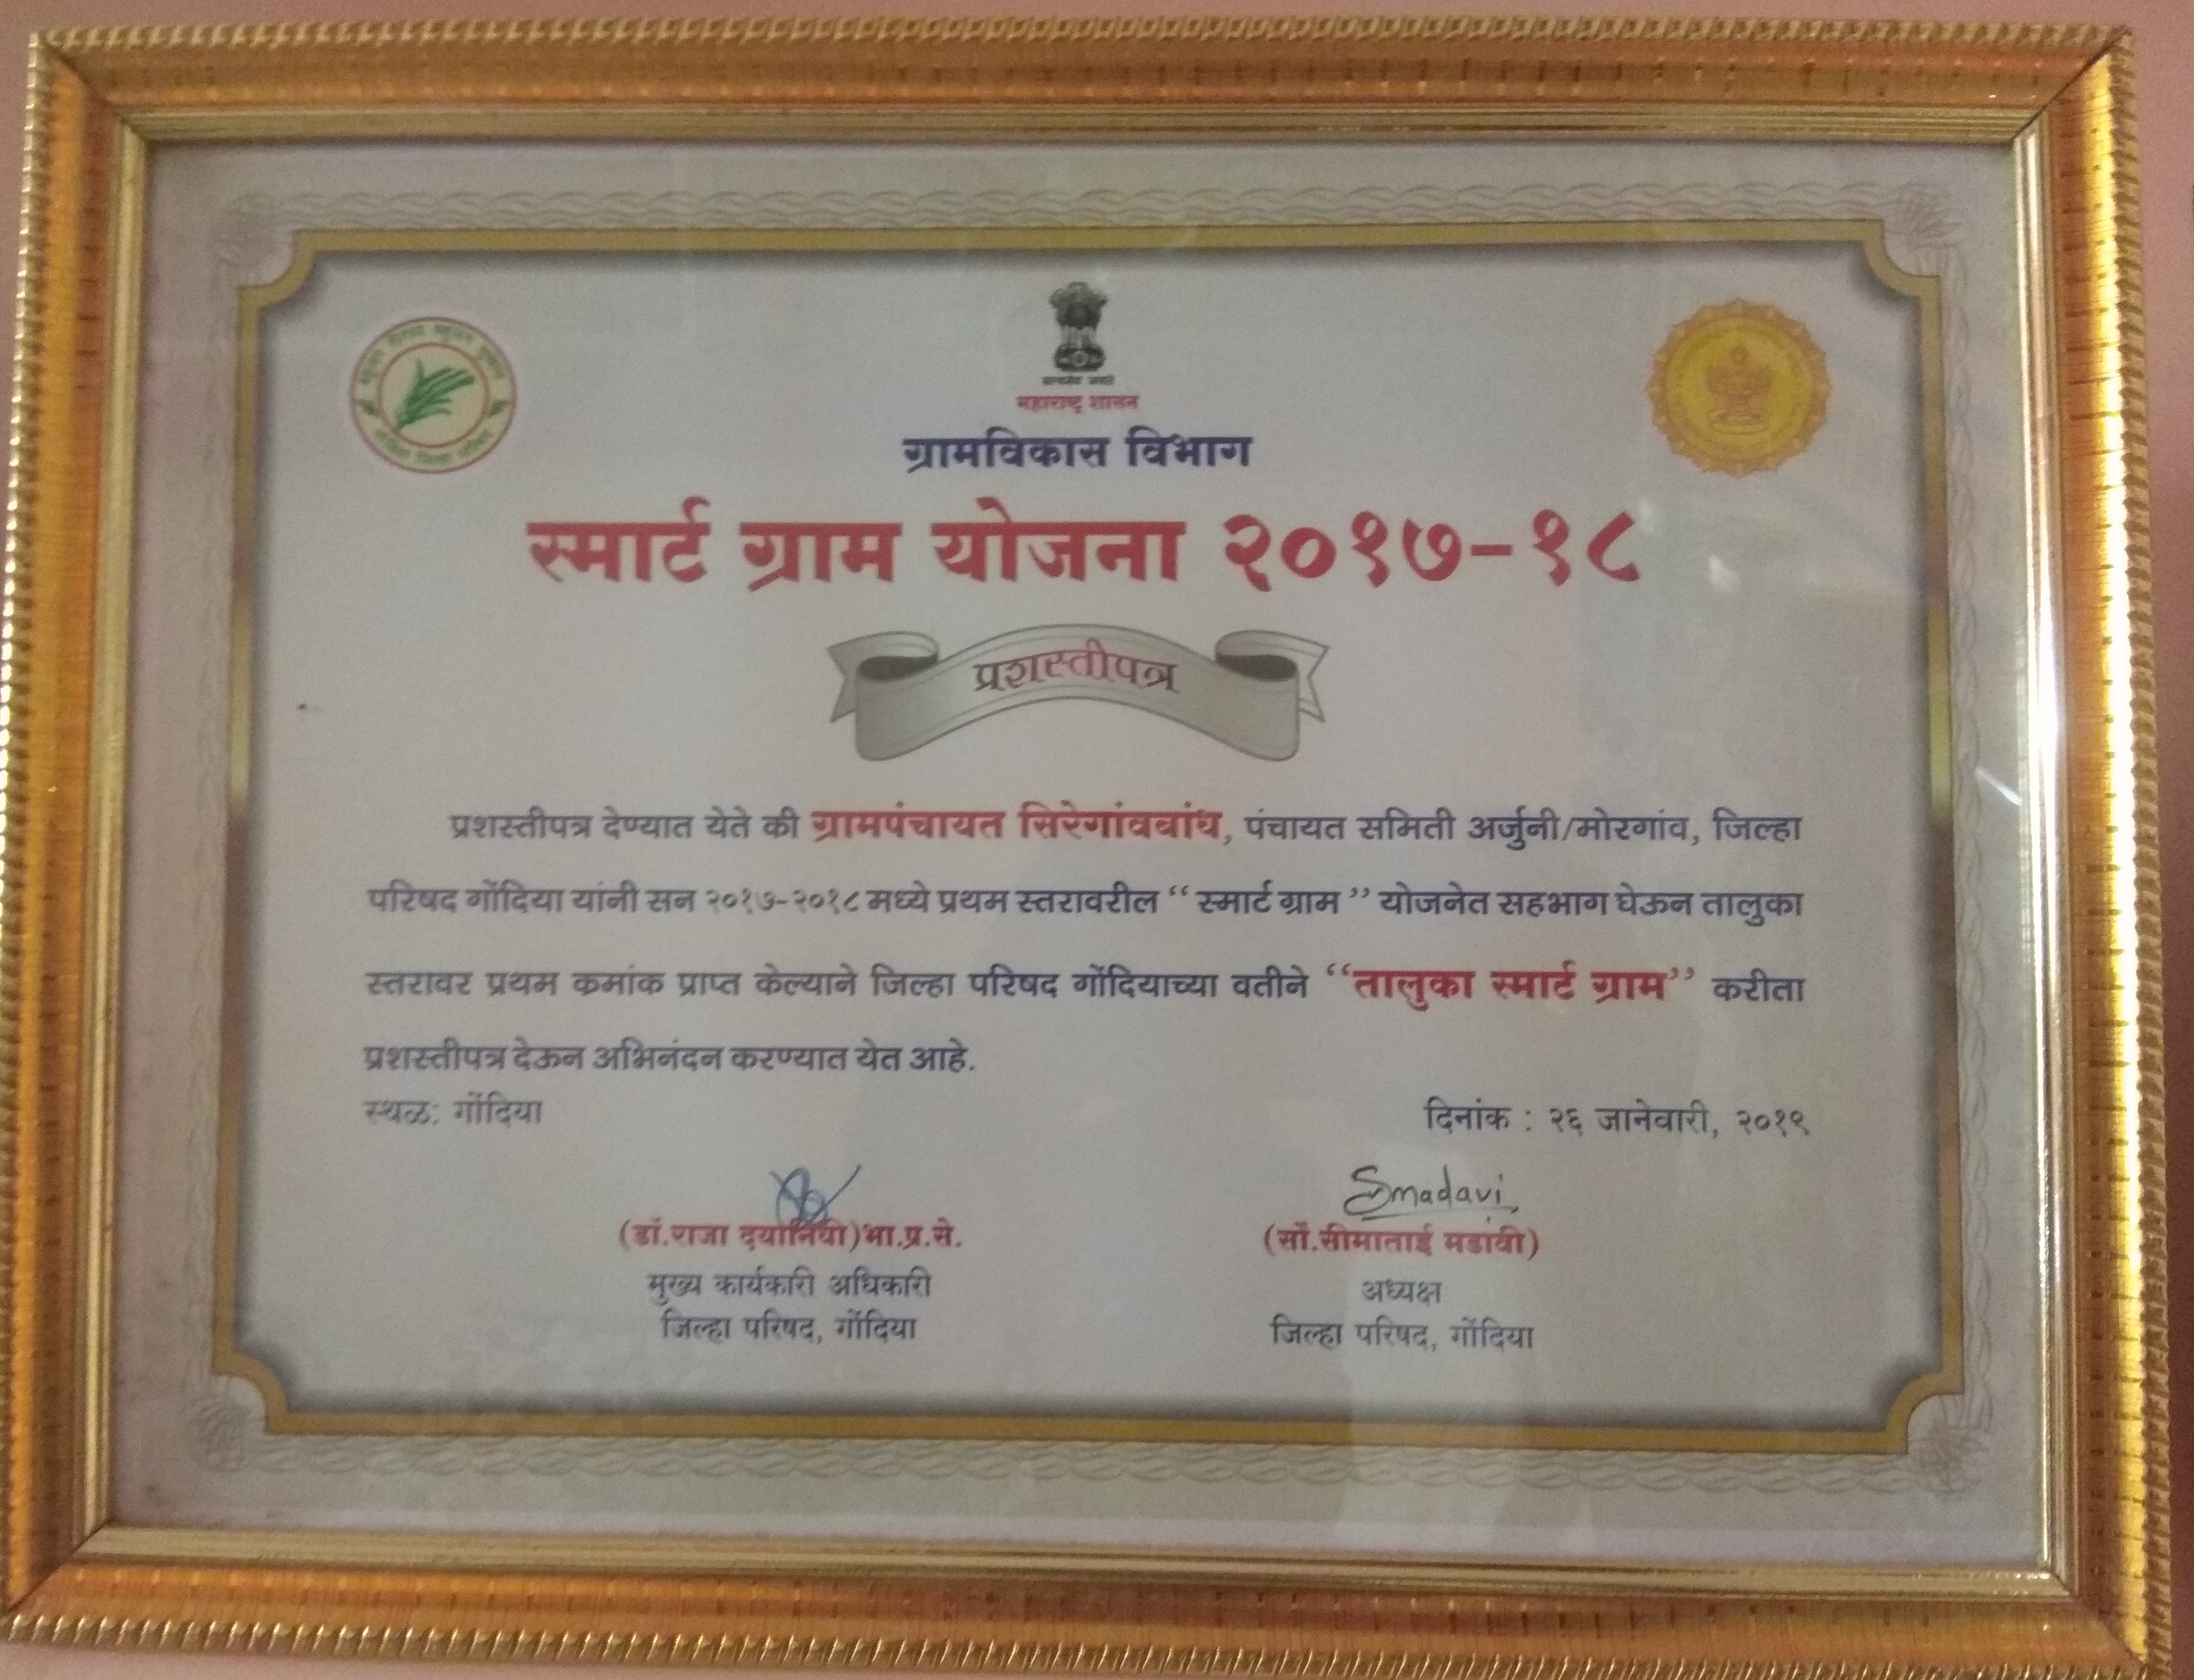 सत्यमेव जयते
महाराष्ट्र शासन
ग्रामविकास विभाग
स्मार्ट ग्राम योजना २०१७-१८
प्रशस्तीपत्र
प्रशस्तीपत्र देण्यात येते की ग्रामपंचायत सिरेगांवबांध, पंचायत समिती अर्जुनी/मोरगांव, जिल्हा
परिषद गोंदिया यांनी सन २०१७-२०१८ मध्ये प्रथम स्तरावरील “ स्मार्ट ग्राम ” योजनेत सहभाग घेऊन तालुका
स्तरावर प्रथम कमांक प्राप्त केल्याने जिल्हा परिषद गोंदियाच्या वतीने “तालुका स्मार्ट ग्राम” करीता
प्रशस्तीपत्र देऊन अभिनंदन करण्यात येत आहे.
स्थळ: गोंदिया
दिनांक : २६ जानेवारी, २०१९
Smadavi
(डॉ.राजा दयानिधी)भा.प्र.से.
(सौ.सीमाताई मडावी)
मुख्य कार्यकारी अधिकारी
अध्यक्ष
जिल्हा परिषद, गोंदिया
जिल्हा परिषद, गोंदिया